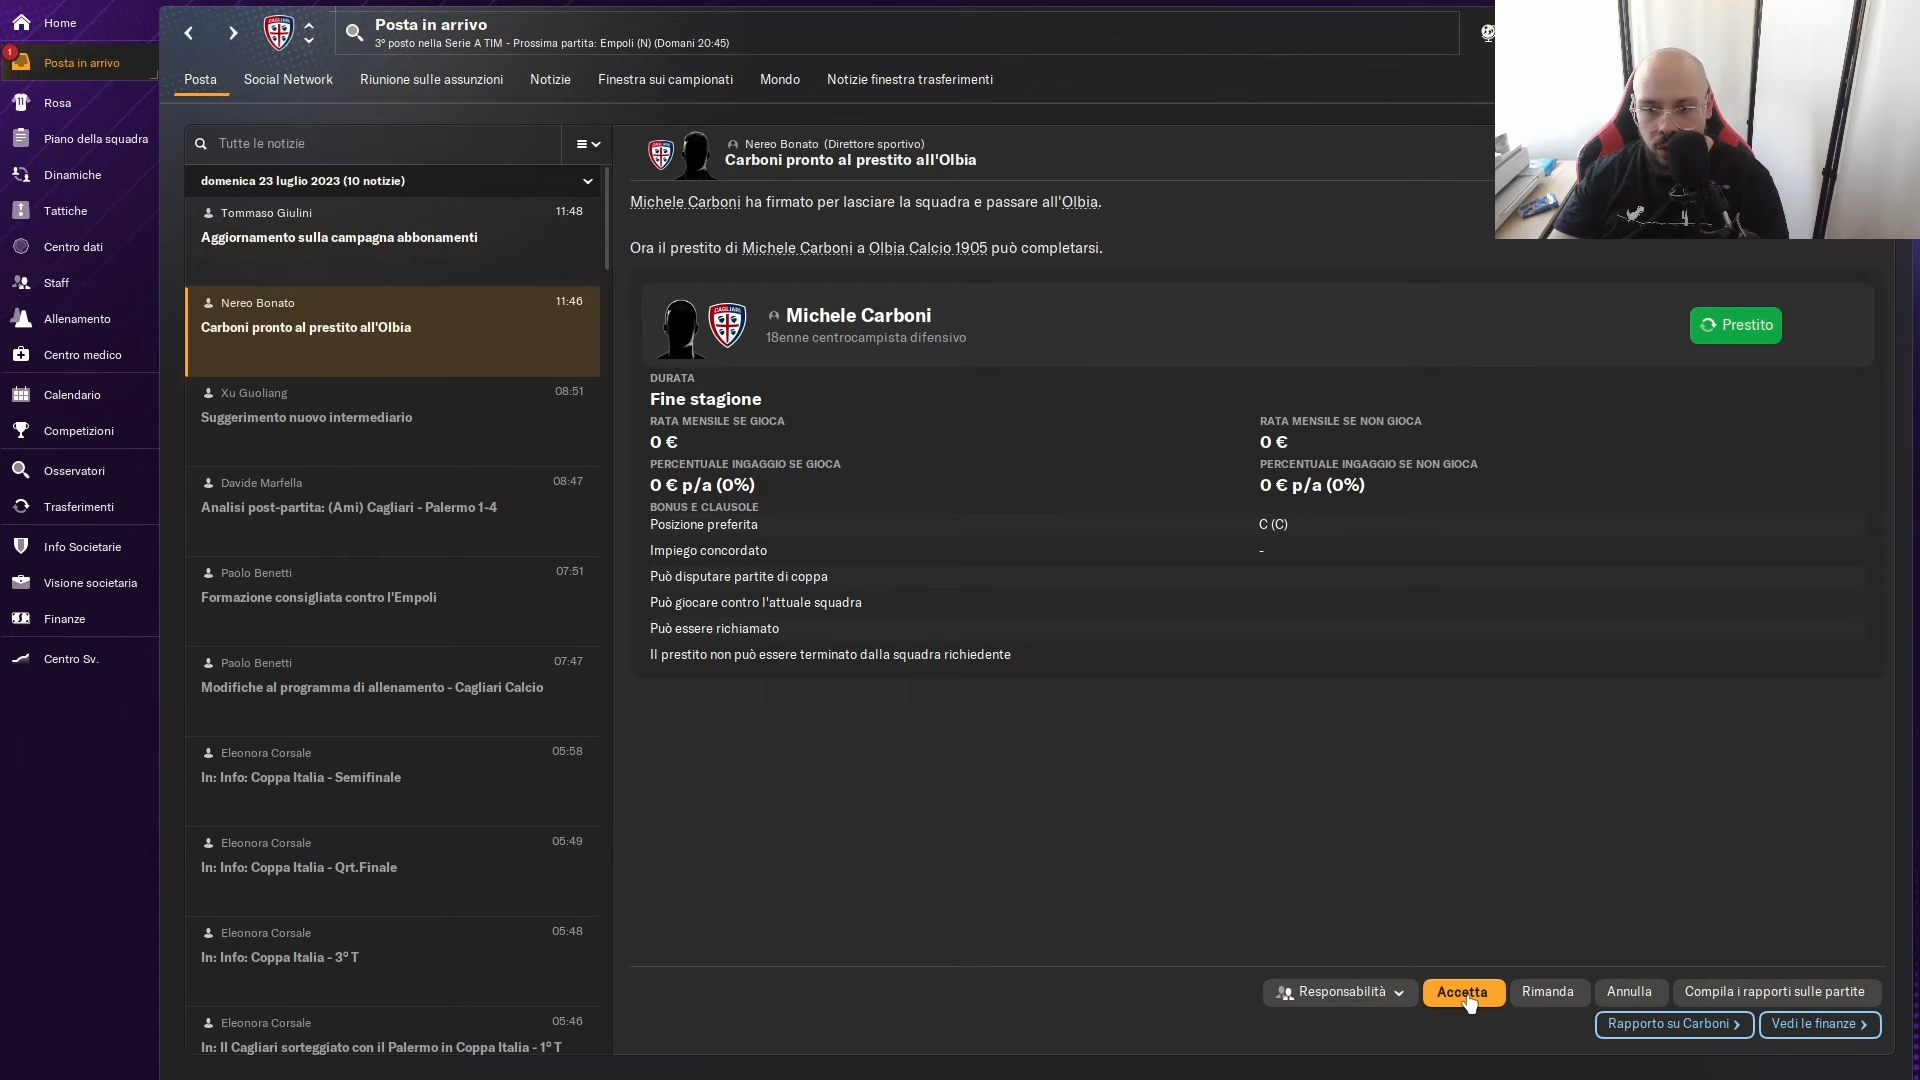 Home
1
Posta in arrivo
Rosa
Piano della squadra
Dinamiche
Tattiche
Centro dati
Staff
Allenamento
Centro medico
Calendario
Competizioni
Osservatori
Trasferimenti
Info Societarie
Visione societaria
Finanze
Centro Sv.
Posta in arrivo
3º posto nella Serie A TIM - Prossima partita: Empoli (N) (Domani 20:45)
Posta
Social Network
Riunione sulle assunzioni
Notizie
Finestra sui campionati
Mondo
Notizie finestra trasferimenti
Tutte le notizie
domenica 23 luglio 2023 (10 notizie)
Tommaso Giulini 11:48
Aggiornamento sulla campagna abbonamenti
Nereo Bonato 11:46
Carboni pronto al prestito all'Olbia
Xu Guoliang 08:51
Suggerimento nuovo intermediario
Davide Marfella 08:47
Analisi post-partita: (Ami) Cagliari - Palermo 1-4
Paolo Benetti 07:51
Formazione consigliata contro l'Empoli
Paolo Benetti 07:47
Modifiche al programma di allenamento - Cagliari Calcio
Eleonora Corsale 05:58
In: Info: Coppa Italia - Semifinale
Eleonora Corsale 05:49
In: Info: Coppa Italia - Qrt.Finale
Eleonora Corsale 05:48
In: Info: Coppa Italia - 3º T
Eleonora Corsale 05:46
In: Il Cagliari sorteggiato con il Palermo in Coppa Italia - 1º T
Nereo Bonato (Direttore sportivo)
Carboni pronto al prestito all'Olbia
Michele Carboni ha firmato per lasciare la squadra e passare all'Olbia.
Ora il prestito di Michele Carboni a Olbia Calcio 1905 può completarsi.
CAGLIARI
Michele Carboni
18enne centrocampista difensivo
Prestito
DURATA
Fine stagione
RATA MENSILE SE GIOCA RATA MENSILE SE NON GIOCA
0 € 0 €
PERCENTUALE INGAGGIO SE GIOCA PERCENTUALE INGAGGIO SE NON GIOCA
0 € p/a (0%) 0 € p/a (0%)
BONUS E CLAUSOLE
Posizione preferita C (C)
Impiego concordato -
Può disputare partite di coppa
Può giocare contro l'attuale squadra
Può essere richiamato
Il prestito non può essere terminato dalla squadra richiedente
Responsabilità
Accetta
Rimanda
Annulla
Compila i rapporti sulle partite
Rapporto su Carboni
Vedi le finanze